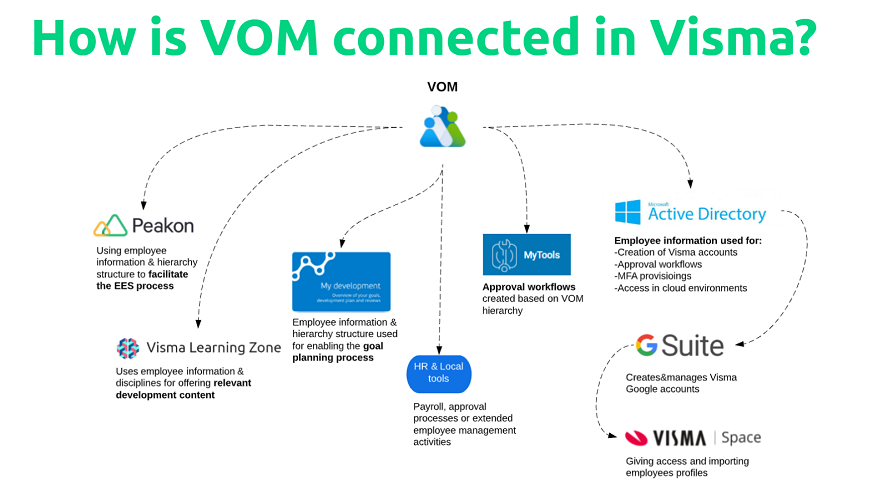 How is VOM connected in Visma?
VOM
Peakon
Using employee
information & hierarchy
structure to facilitate
the EES process
Visma Learning Zone
Uses employee information &
disciplines for offering relevant
development content
My development
Overview of your goals,
development plan and reviews
Employee information &
hierarchy structure used
for enabling the goal
planning process
HR & Local
tools
Payroll, approval
processes or extended
employee management
activities
MyTools
Approval workflows
created based on VOM
hierarchy
Microsoft
Active Directory
Employee information used for:
-Creation of Visma accounts
-Approval workflows
-MFA provisioings
-Access in cloud environments
G Suite
Creates&manages Visma
Google accounts
VISMA | Space
Giving access and importing
employees profiles